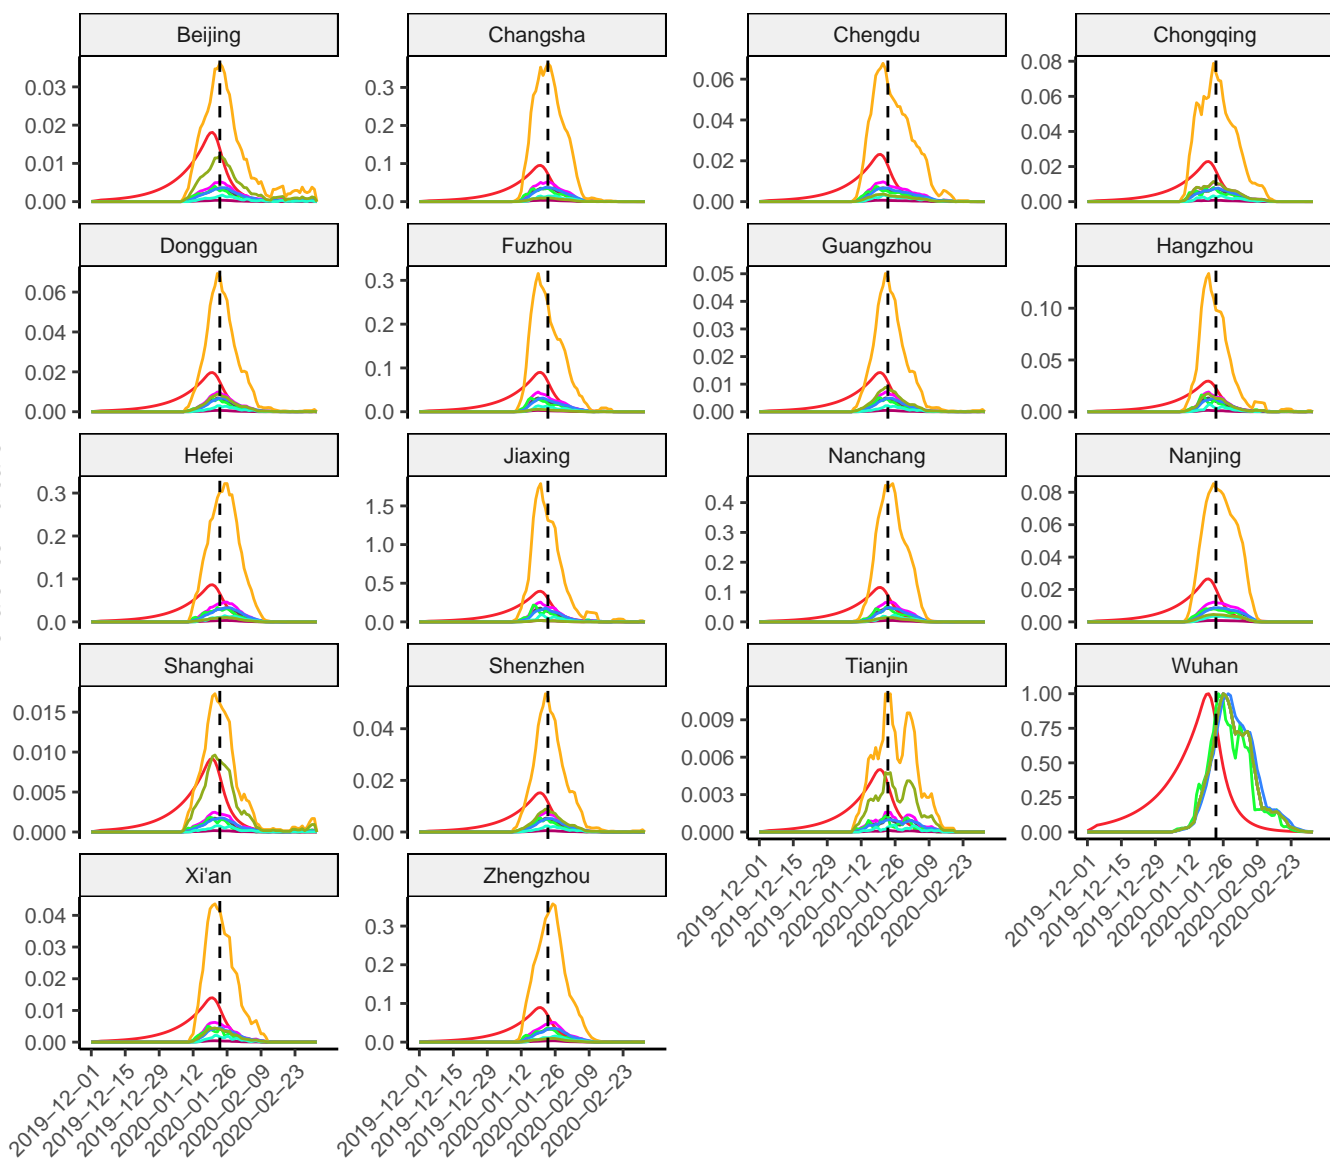 Beijing Changsha Chengdu Chongqing
0.03 0.02 0.01 0.00
0.3 0.2 0.1 0.0
0.06 0.04 0.02 0.00
0.08 0.06 0.04 0.02 0.00
Dongguan Fuzhou Guangzhou Hangzhou
0.06 0.04 0.02 0.00
0.3 0.2 0.1 0.0
0.05 0.04 0.03 0.02 0.01 0.00
0.10 0.05 0.00
Hefei Jiaxing Nanchang Nanjing
0.3 0.2 0.1 0.0
1.5 1.0 0.5 0.0
0.4 0.3 0.2 0.1 0.0
0.08 0.06 0.04 0.02 0.00
Shanghai Shenzhen Tianjin Wuhan
0.015 0.010 0.005 0.000
0.04 0.02 0.00
0.009 0.006 0.003 0.000
1.00 0.75 0.50 0.25 0.00
2019−12−01 2019−12−15 2019−12−29 2020−01−12 2020−01−26 2020−02−09 2020−02−23
2019−12−01 2019−12−15 2019−12−29 2020−01−12 2020−01−26 2020−02−09 2020−02−23
Xi'an Zhengzhou
0.04 0.03 0.02 0.01 0.00
0.3 0.2 0.1 0.0
2019−12−01 2019−12−15 2019−12−29 2020−01−12 2020−01−26 2020−02−09 2020−02−23
2019−12−01 2019−12−15 2019−12−29 2020−01−12 2020−01−26 2020−02−09 2020−02−23